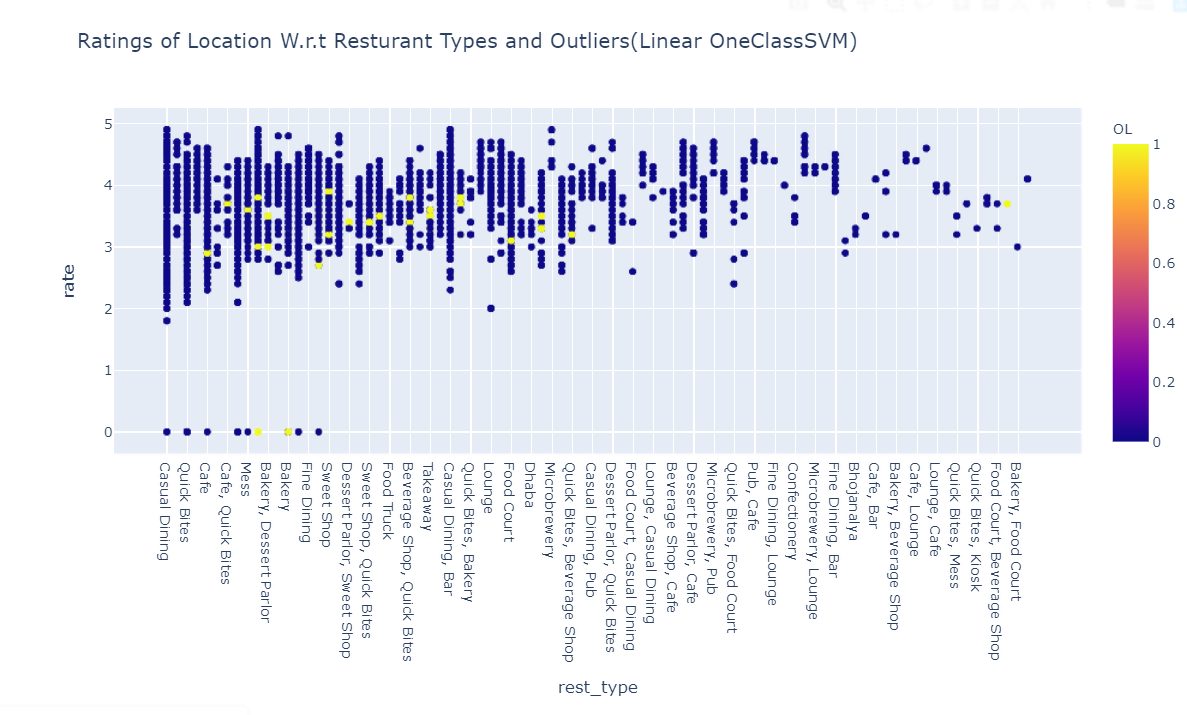 Ratings of Location W.r.t Resturant Types and Outliers(Linear OneClassSVM)
OL
5
4
3
2
1
0
rate
1
0.8
0.6
0.4
0.2
0
Casual Dining
Quick Bites
Cafe
Cafe, Quick Bites
Mess
Bakery, Dessert Parlor
Bakery
Fine Dining
Sweet Shop
Dessert Parlor, Sweet Shop
Sweet Shop, Quick Bites
Food Truck
Beverage Shop, Quick Bites
Takeaway
Casual Dining, Bar
Quick Bites, Bakery
Lounge
Food Court
Dhaba
Microbrewery
Quick Bites, Beverage Shop
Casual Dining, Pub
Dessert Parlor, Quick Bites
Food Court, Casual Dining
Lounge, Casual Dining
Beverage Shop, Cafe
Dessert Parlor, Cafe
Microbrewery, Pub
Quick Bites, Food Court
Pub, Cafe
Fine Dining, Lounge
Confectionery
Microbrewery, Lounge
Fine Dining, Bar
Bhojanalya
Cafe, Bar
Bakery, Beverage Shop
Cafe, Lounge
Lounge, Cafe
Quick Bites, Mess
Quick Bites, Kiosk
Food Court, Beverage Shop
Bakery, Food Court
rest_type